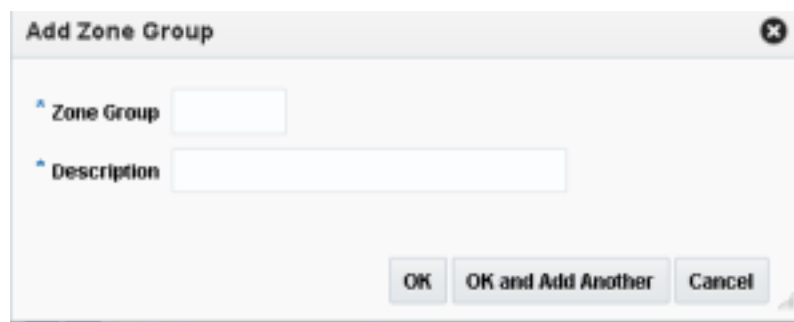 Add Zone Group
* Zone Group
* Description
OK OK and Add Another Cancel